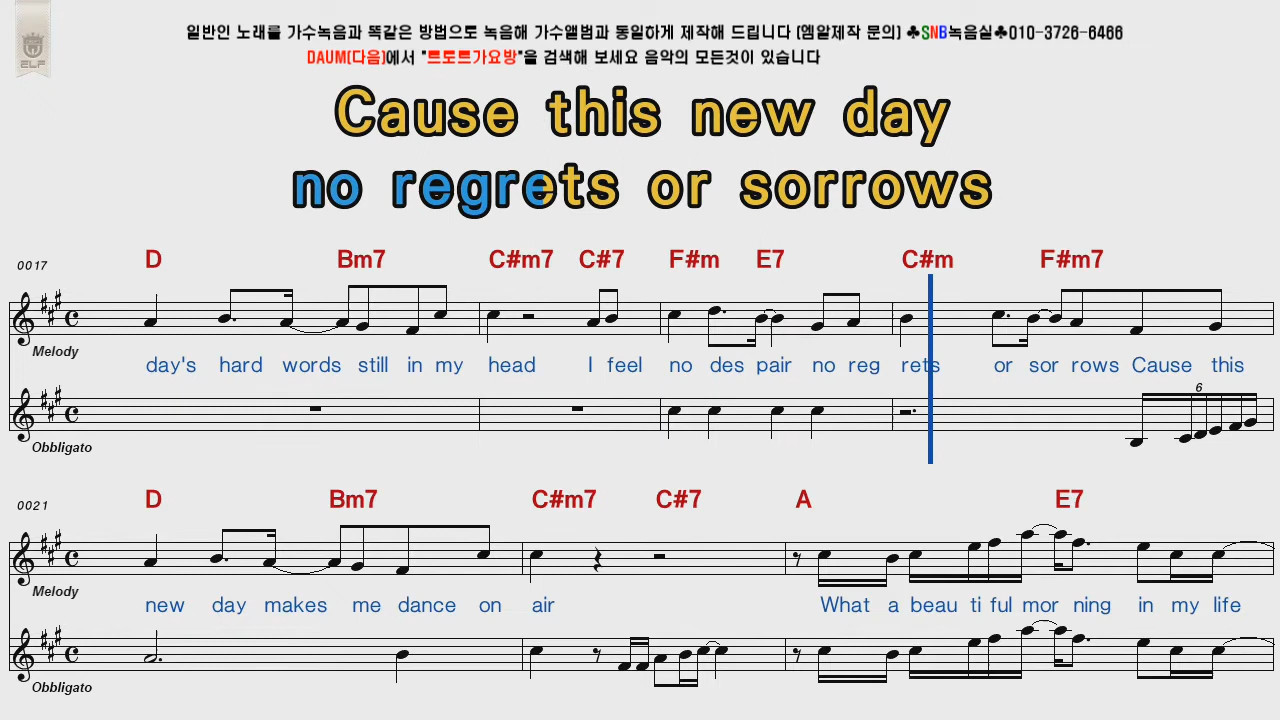 일반인 노래를 가수녹음과 똑같은 방법으로 녹음해 가수앨범과 동일하게 제작해 드립니다 (엠알제작 문의) ♣SNB녹음실♣010-3726-6466
DAUM(다음)에서 "트로트가요방"을 검색해 보세요 음악의 모든것이 있습니다
ELF
Cause this new day
no regrets or sorrows
0017 D Bm7 C#m7 C#7 F#m E7 C#m F#m7
Melody
day's hard words still in my head I feel no des pair no reg rets or sor rows Cause this
6
Obbligato
0021 D Bm7 C#m7 C#7 A E7
Melody
new day makes me dance on air What a beau ti ful mor ning in my life
Obbligato